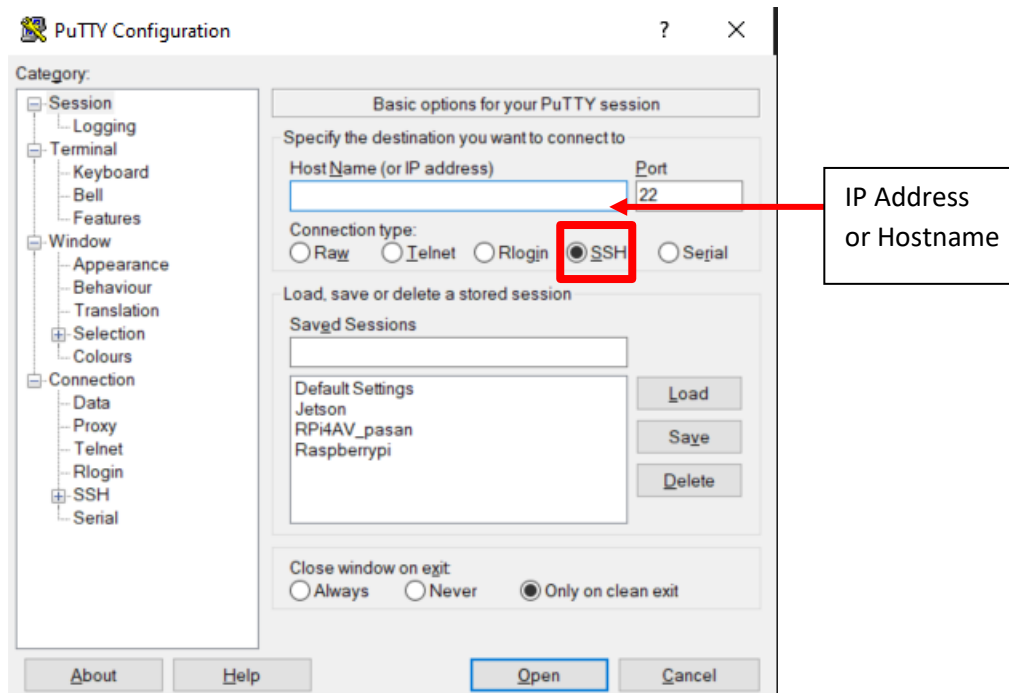 PuTTY Configuration
? ×
Category:
Session
Logging
Terminal
Keyboard
Bell
Features
Window
Appearance
Behaviour
Translation
Selection
Colours
Connection
Data
Proxy
Telnet
Rlogin
SSH
Serial
Basic options for your PuTTY session
Specify the destination you want to connect to
Host Name (or IP address) Port
22
Connection type:
Raw Telnet Rlogin SSH Serial
Load, save or delete a stored session
Saved Sessions
Default Settings
Jetson
RPi4AV_pasan
Raspberrypi
Load
Save
Delete
Close window on exit
Always Never Only on clean exit
About Help Open Cancel
IP Address
or Hostname